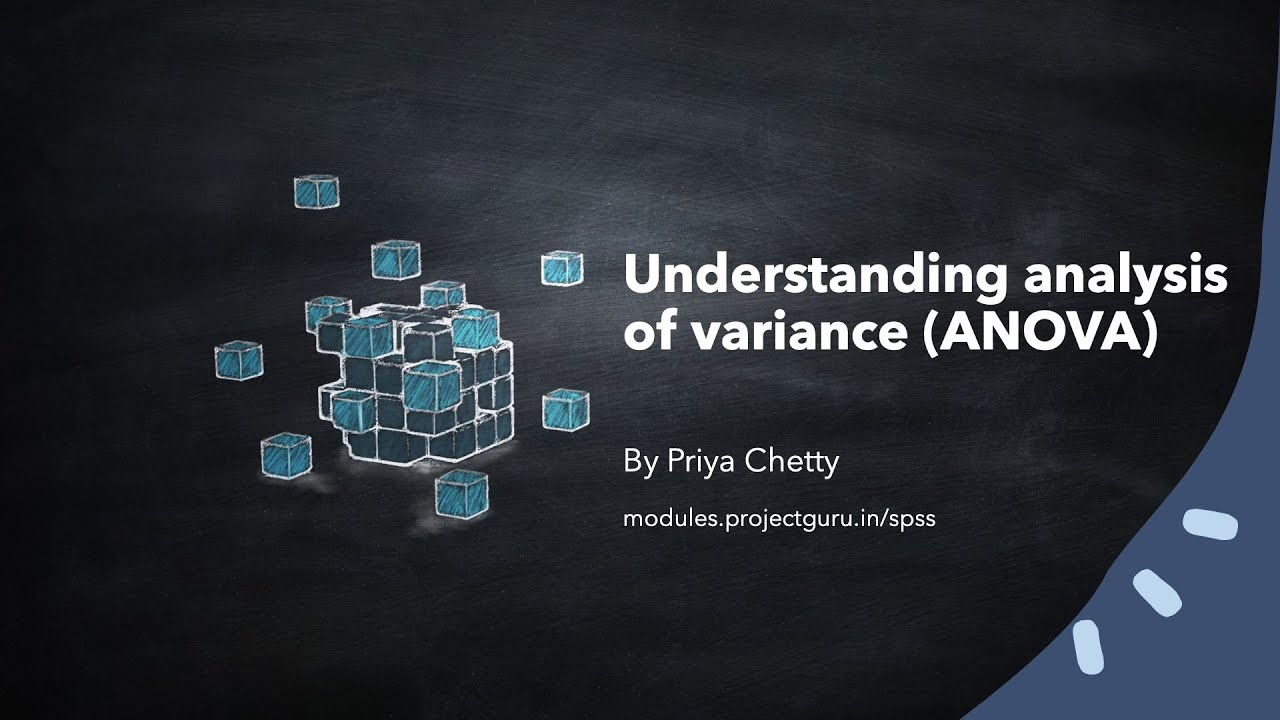 Understanding analysis
of variance (ANOVA)
By Priya Chetty
modules.projectguru.in/spss